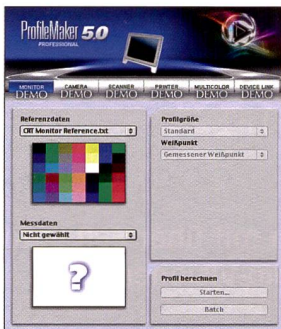 ProfileMaker 5.0
PROFESSIONAL
MONITOR CAMERA SCANNER PRINTER MULTICOLOR DEVICE LINK
DEMO DEMO DEMO DEMO DEMO DEMO
Referenzdaten
CRT Monitor Reference.txt
Messdaten
Nicht gewählt
?
Profilgröße
Standard
Weißpunkt
Gemessener Weißpunkt
Profil berechnen
Starten...
Batch